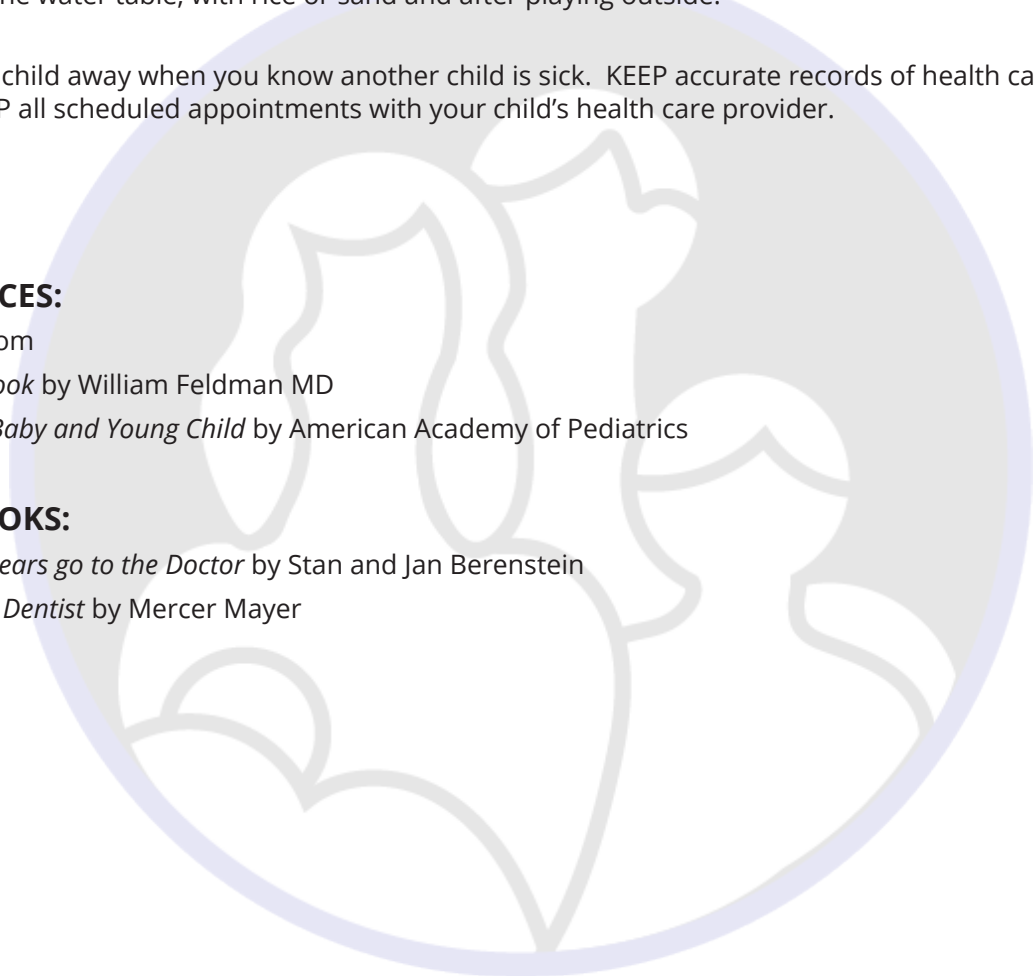 he water table, with rice or sand and after playing outside.
child away when you know another child is sick.  KEEP accurate records of health ca
P all scheduled appointments with your child’s health care provider.
CES:
om
ook by William Feldman MD
Baby and Young Child by American Academy of Pediatrics
OKS:
ears go to the Doctor by Stan and Jan Berenstein
Dentist by Mercer Mayer